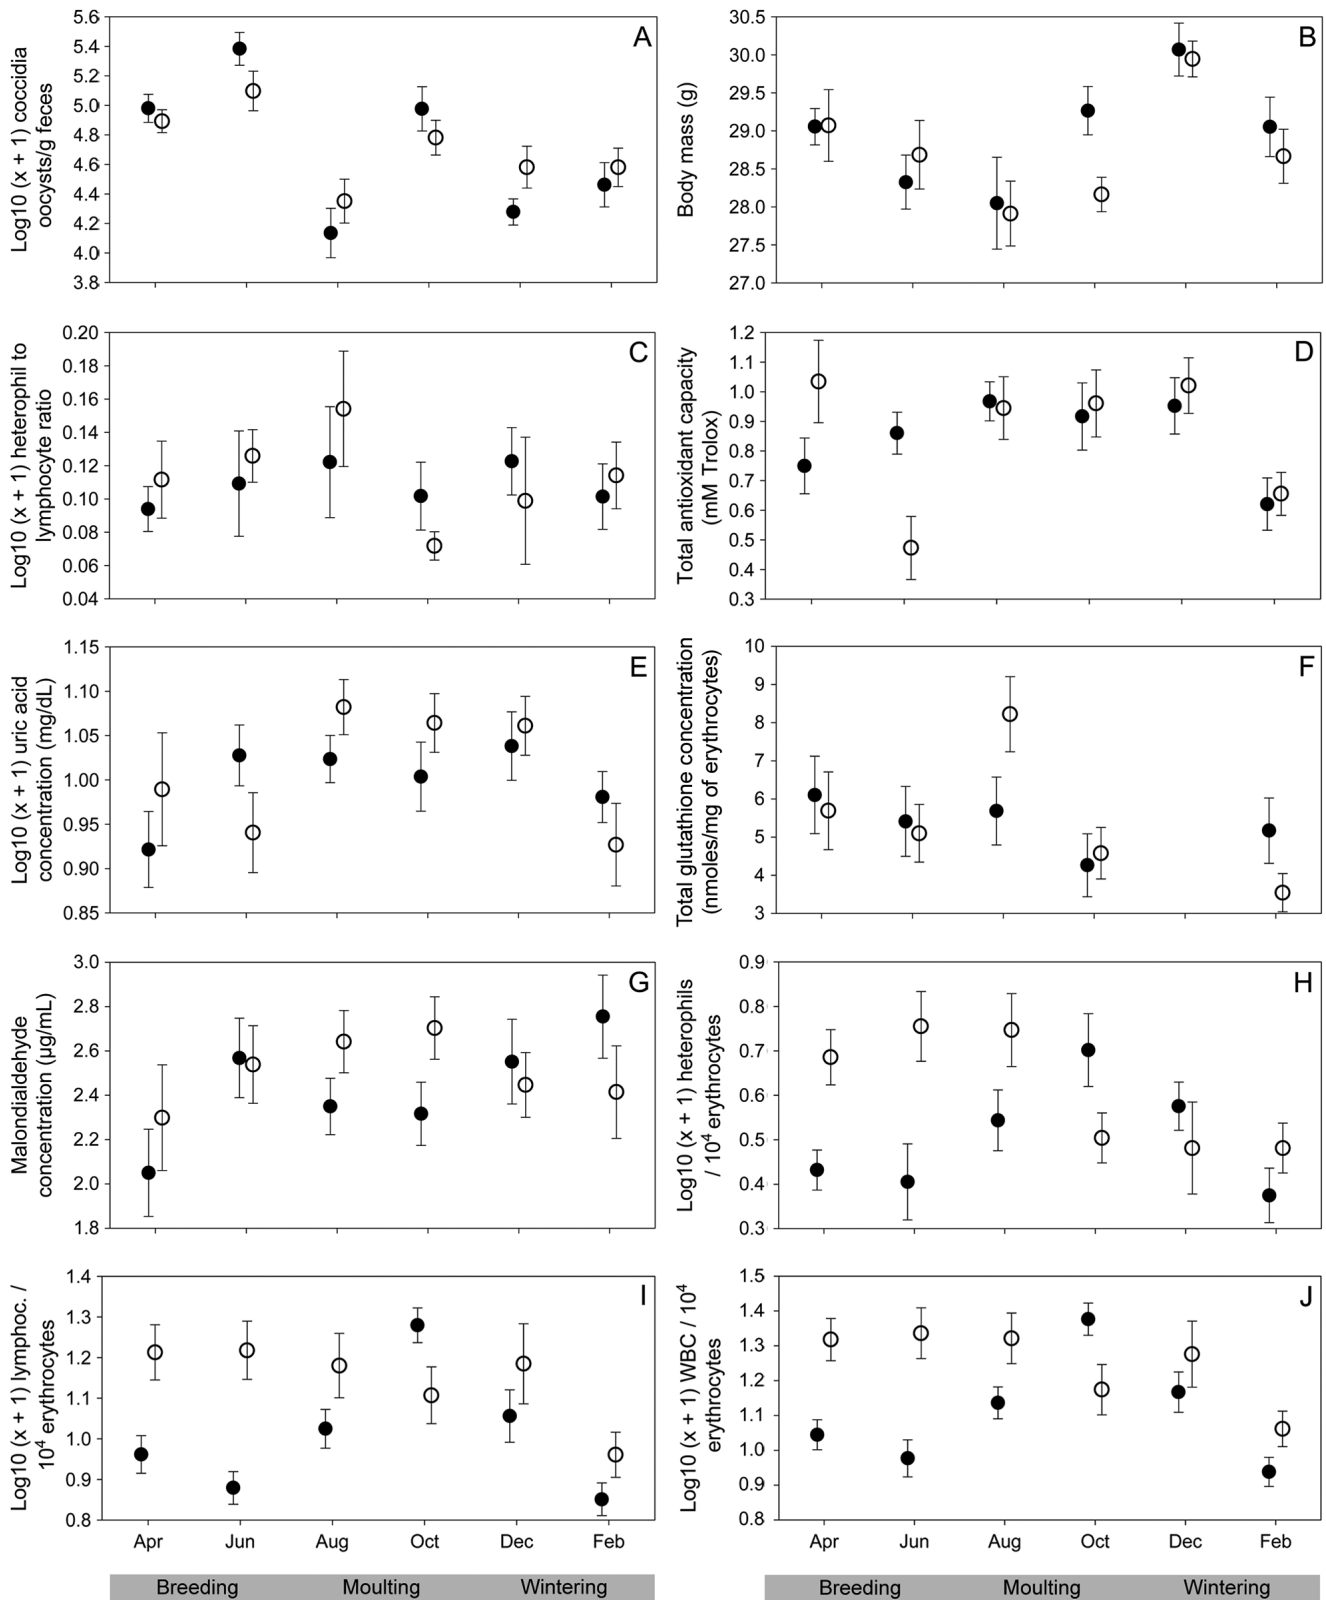 A
Log10 (x + 1) coccidia
oocysts/g feces
5.6
5.4
5.2
5.0
4.8
4.6
4.4
4.2
4.0
3.8
B
Body mass (g)
30.5
30.0
29.5
29.0
28.5
28.0
27.5
27.0
C
Log10 (x + 1) heterophil to
lymphocyte ratio
0.20
0.18
0.16
0.14
0.12
0.10
0.08
0.06
0.04
D
Total antioxidant capacity
(mM Trolox)
1.2
1.1
1.0
0.9
0.8
0.7
0.6
0.5
0.4
0.3
E
Log10 (x + 1) uric acid
concentration (mg/dL)
1.15
1.10
1.05
1.00
0.95
0.90
0.85
F
Total glutathione concentration
(nmoles/mg of erythrocytes)
10
9
8
7
6
5
4
3
G
Malondialdehyde
concentration (µg/mL)
3.0
2.8
2.6
2.4
2.2
2.0
1.8
H
Log10 (x + 1) heterophils
/ 10⁴ erythrocytes
0.9
0.8
0.7
0.6
0.5
0.4
0.3
I
Log10 (x + 1) lymphoc. /
10⁴ erythrocytes
1.4
1.3
1.2
1.1
1.0
0.9
0.8
Apr Jun Aug Oct Dec Feb
Breeding Moulting Wintering
J
Log10 (x + 1) WBC / 10⁴
erythrocytes
1.5
1.4
1.3
1.2
1.1
1.0
0.9
0.8
Apr Jun Aug Oct Dec Feb
Breeding Moulting Wintering